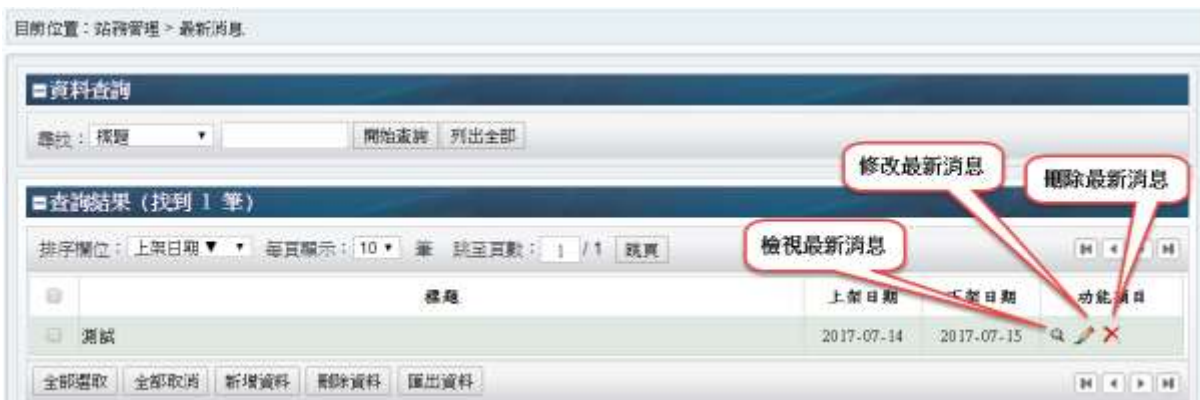 目前位置：站務管理 > 最新消息
資料查詢
尋找：標題 開始查詢 列出全部
修改最新消息
刪除最新消息
查詢結果（找到 1 筆）
排序欄位：上架日期▼ 每頁顯示：10 筆 跳至頁數：1 / 1 跳頁
檢視最新消息
標題 上架日期 下架日期 功能項目
測試 2017-07-14 2017-07-15
全部選取 全部取消 新增資料 刪除資料 匯出資料